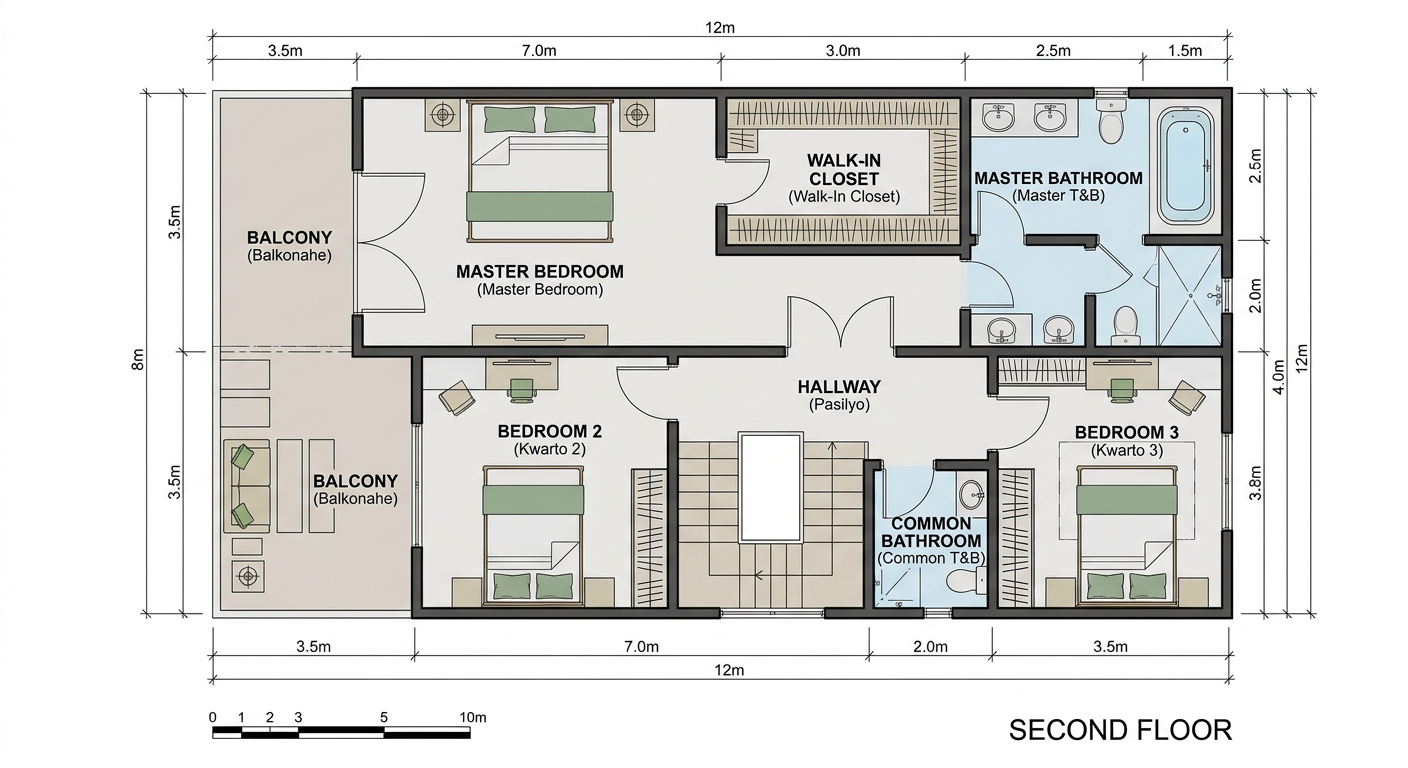 12m
3.5m
7.0m
3.0m
2.5m
1.5m
WALK-IN
CLOSET
(Walk-In Closet)
MASTER BATHROOM
(Master T&B)
2.5m
3.5m
BALCONY
(Balkonahe)
MASTER BEDROOM
(Master Bedroom)
2.0m
8m
HALLWAY
(Pasilyo)
4.0m
12m
BEDROOM 2
(Kwarto 2)
BEDROOM 3
(Kwarto 3)
3.5m
BALCONY
(Balkonahe)
3.8m
COMMON
BATHROOM
(Common T&B)
3.5m
7.0m
2.0m
3.5m
12m
0 1 2 3 5 10m
SECOND FLOOR